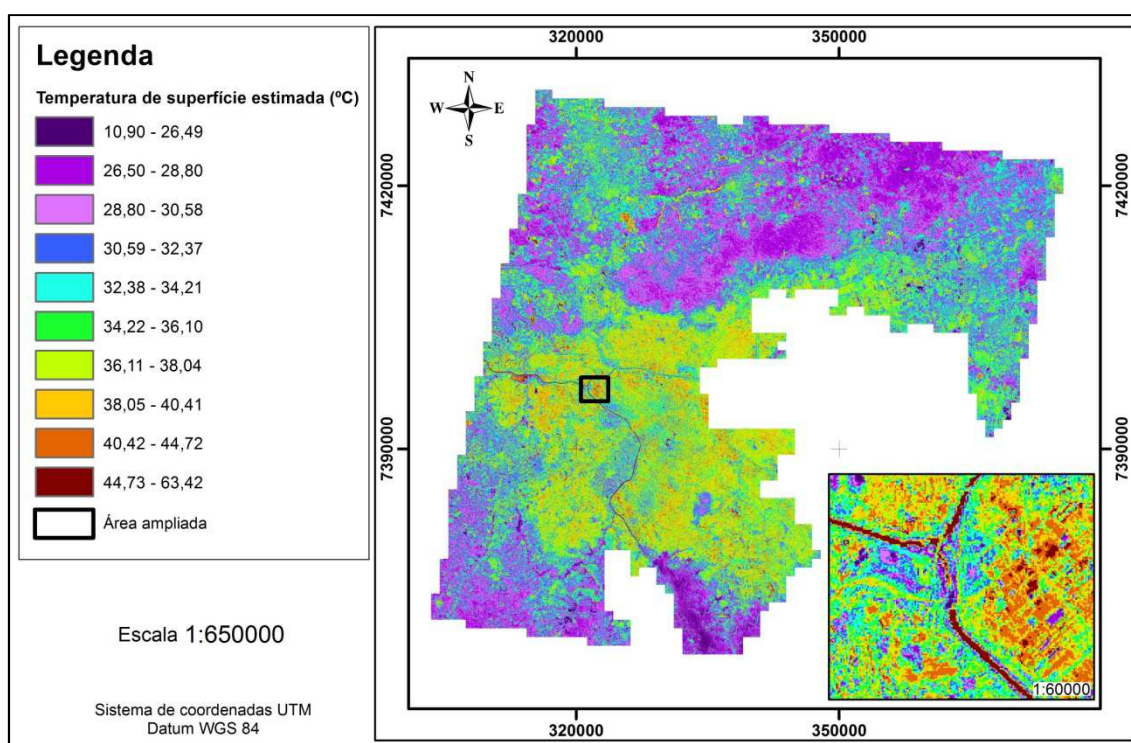 Legenda
Temperatura de superfície estimada (ºC)
10,90 - 26,49
26,50 - 28,80
28,80 - 30,58
30,59 - 32,37
32,38 - 34,21
34,22 - 36,10
36,11 - 38,04
38,05 - 40,41
40,42 - 44,72
44,73 - 63,42
Área ampliada
Escala 1:650000
Sistema de coordenadas UTM
Datum WGS 84
320000
350000
N
W
E
S
7420000
7420000
7390000
7390000
1:60000
320000
350000